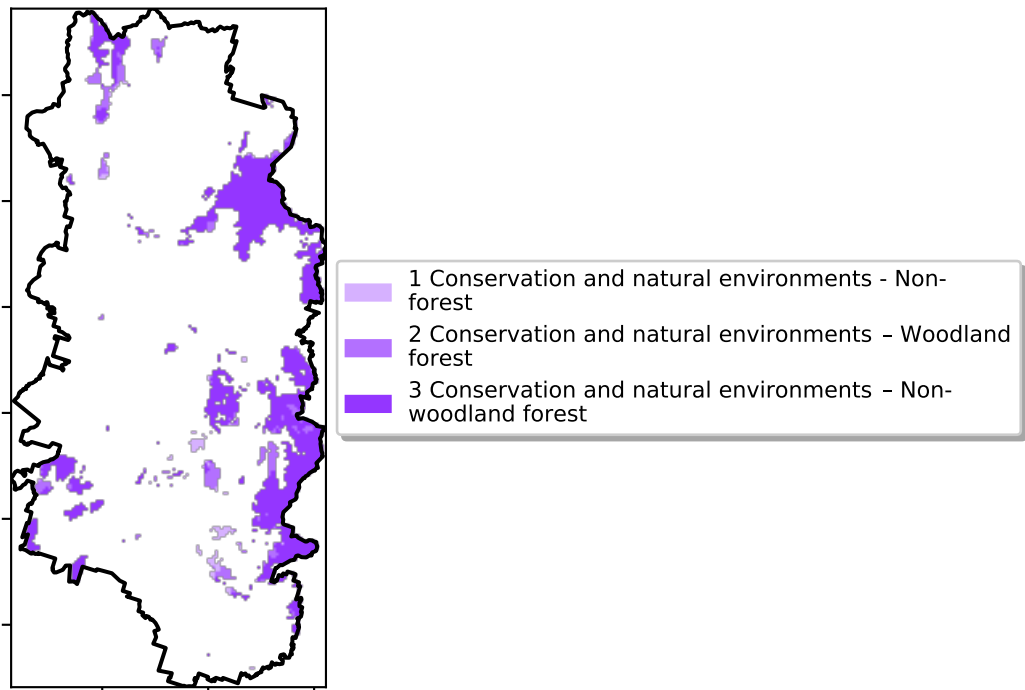 1 Conservation and natural environments - Non-
forest
2 Conservation and natural environments – Woodland
forest
3 Conservation and natural environments – Non-
woodland forest